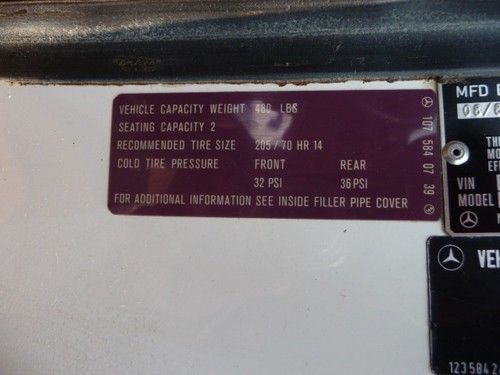 VEHICLE CAPACITY WEIGHT 480 LBS
SEATING CAPACITY 2
RECOMMENDED TIRE SIZE 205/70 HR 14
COLD TIRE PRESSURE FRONT REAR
32 PSI 36 PSI
FOR ADDITIONAL INFORMATION SEE INSIDE FILLER PIPE COVER
107 584 07 39
MFD
08/
VIN
MODEL
123 584 2